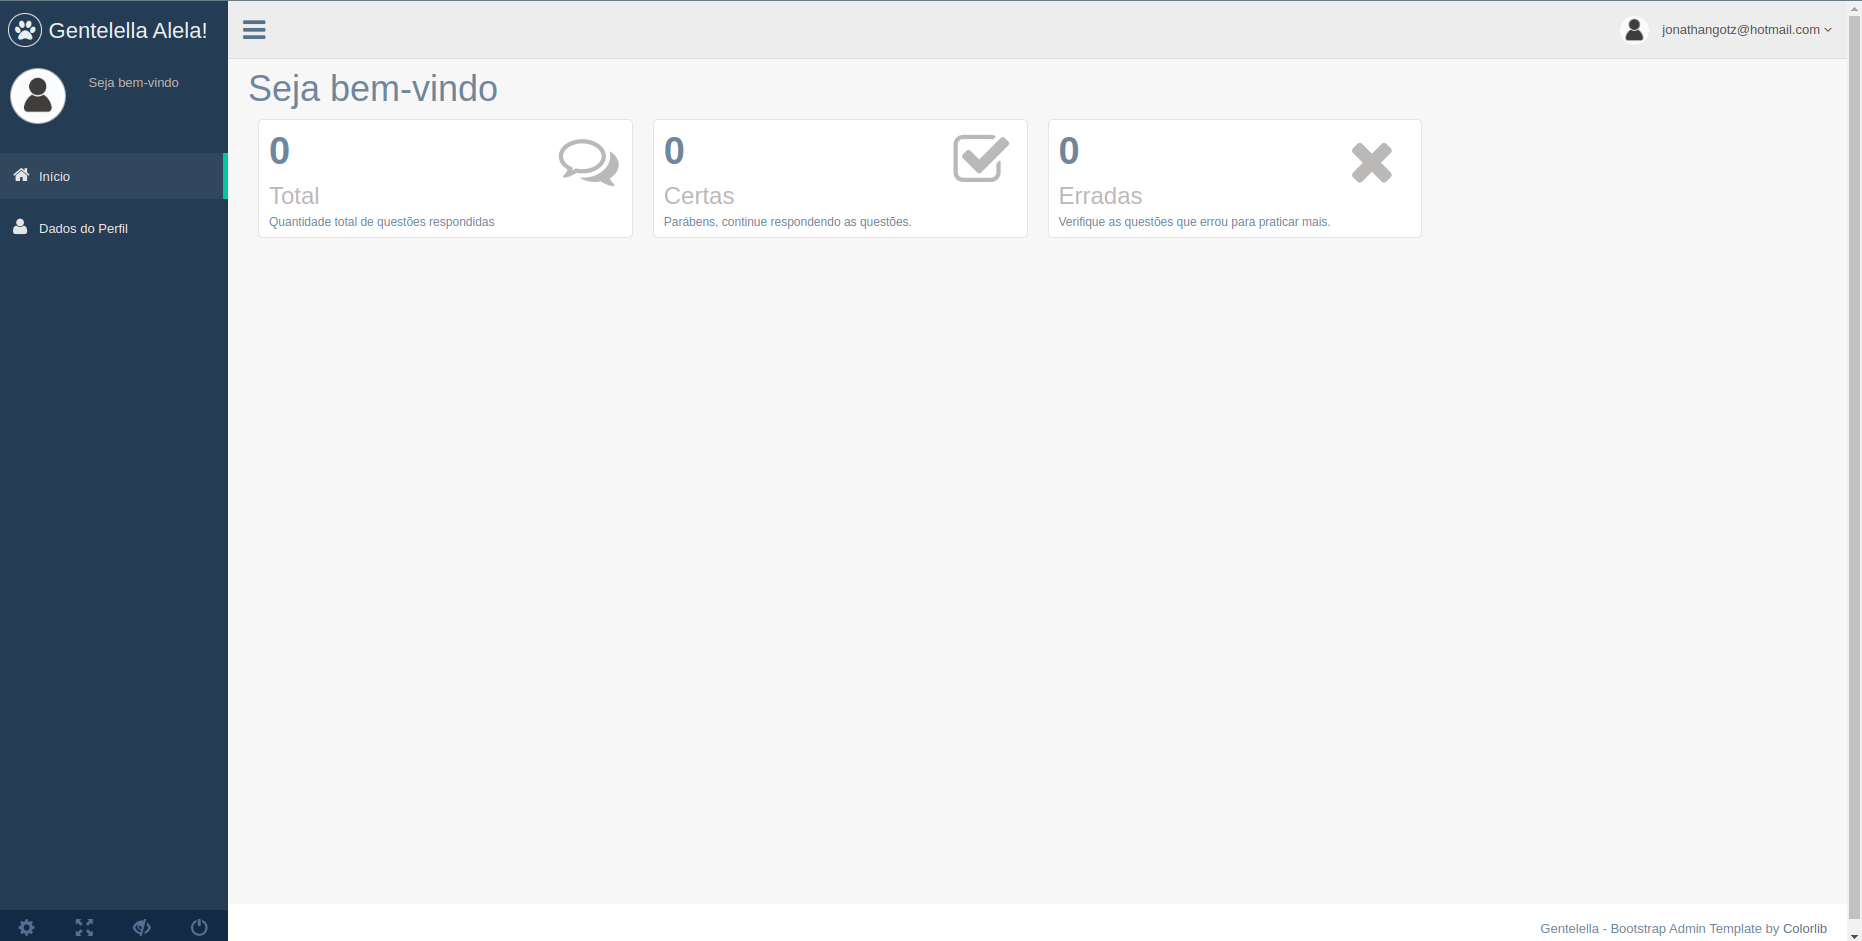 Gentelella Alela!
Seja bem-vindo
Início
Dados do Perfil
jonathangotz@hotmail.com
Seja bem-vindo
0
Total
Quantidade total de questões respondidas
0
Certas
Parábens, continue respondendo as questões.
0
Erradas
Verifique as questões que errou para praticar mais.
Gentelella - Bootstrap Admin Template by Colorlib